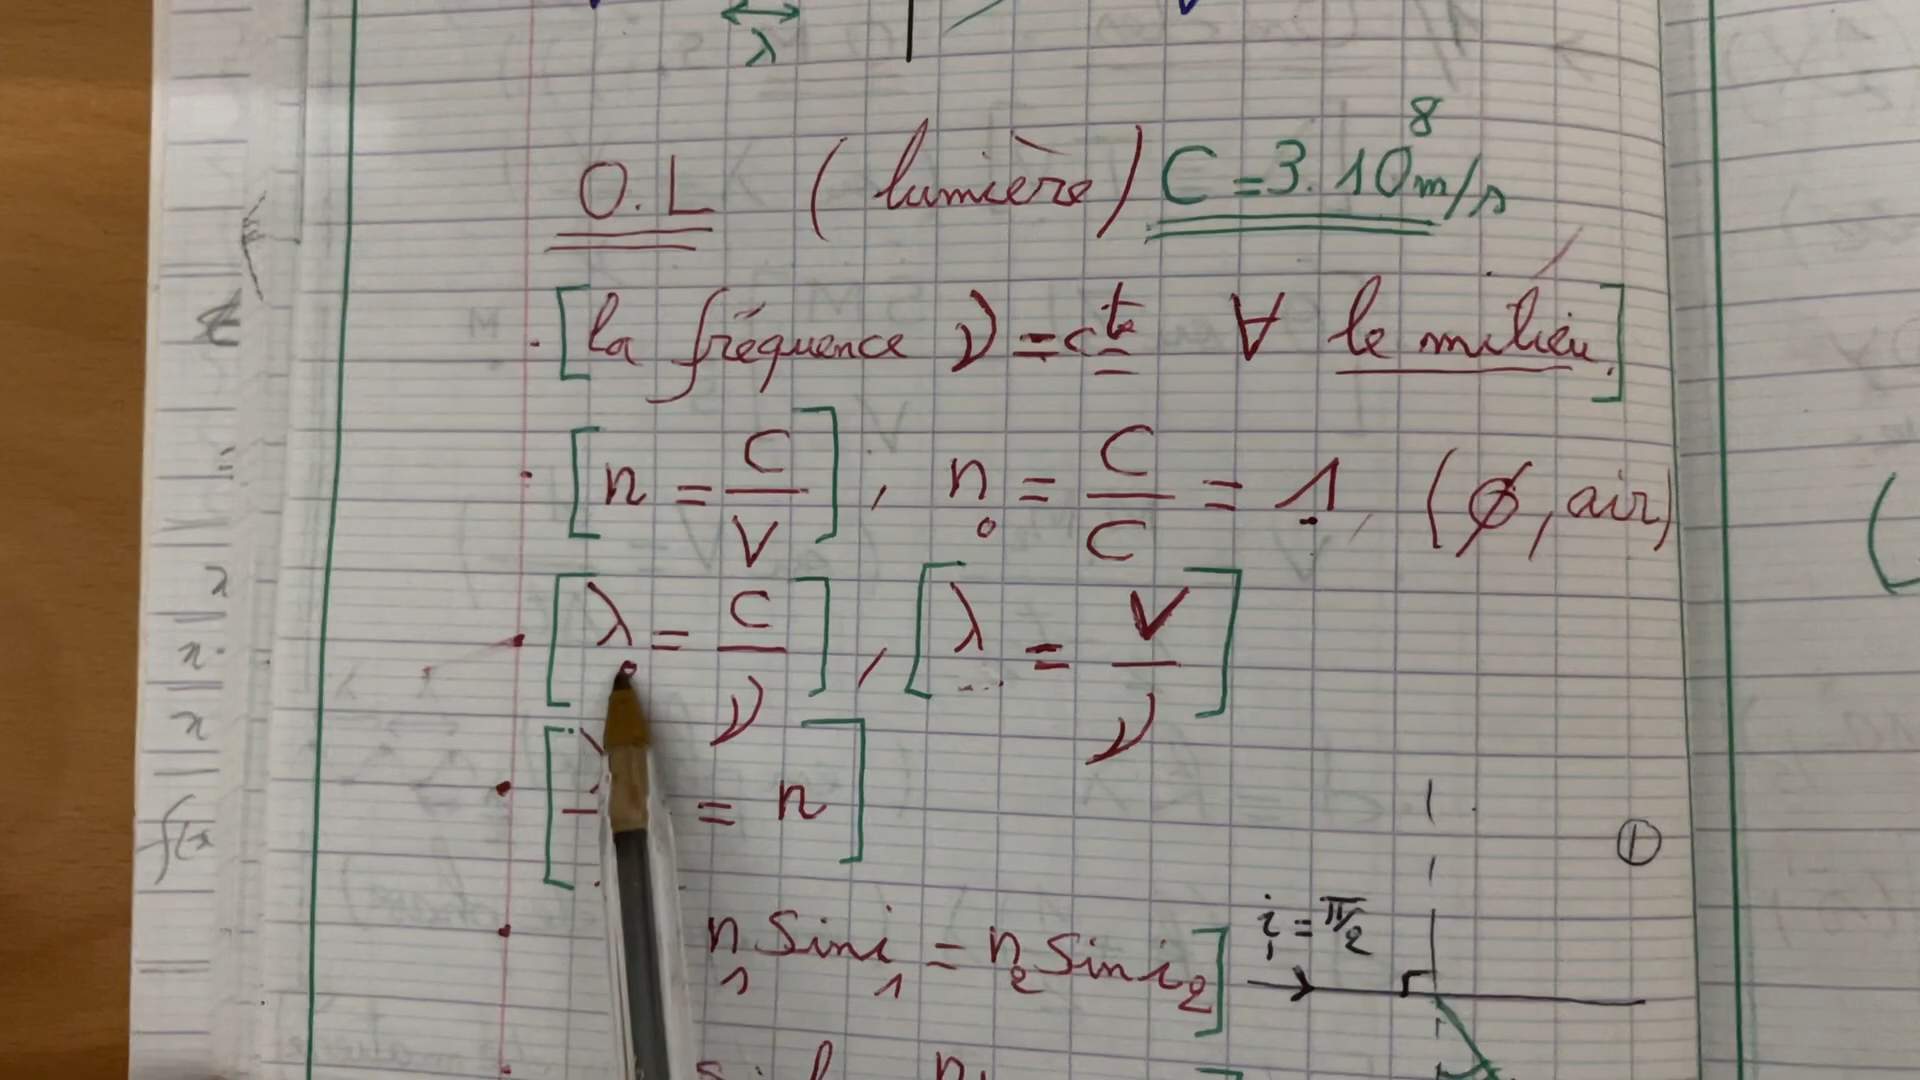 λ
O.L (lumière) C = 3.10⁸ m/s
. [la fréquence ν = cte ∀ le milieu.]
. [n = C/V], n₀ = C/C = 1 (∅, air)
. [λ₀ = C/ν], [λ = V/ν]
. = n]
①
. n₁ sin i₁ = n₂ sin i₂] i₁ = π/2